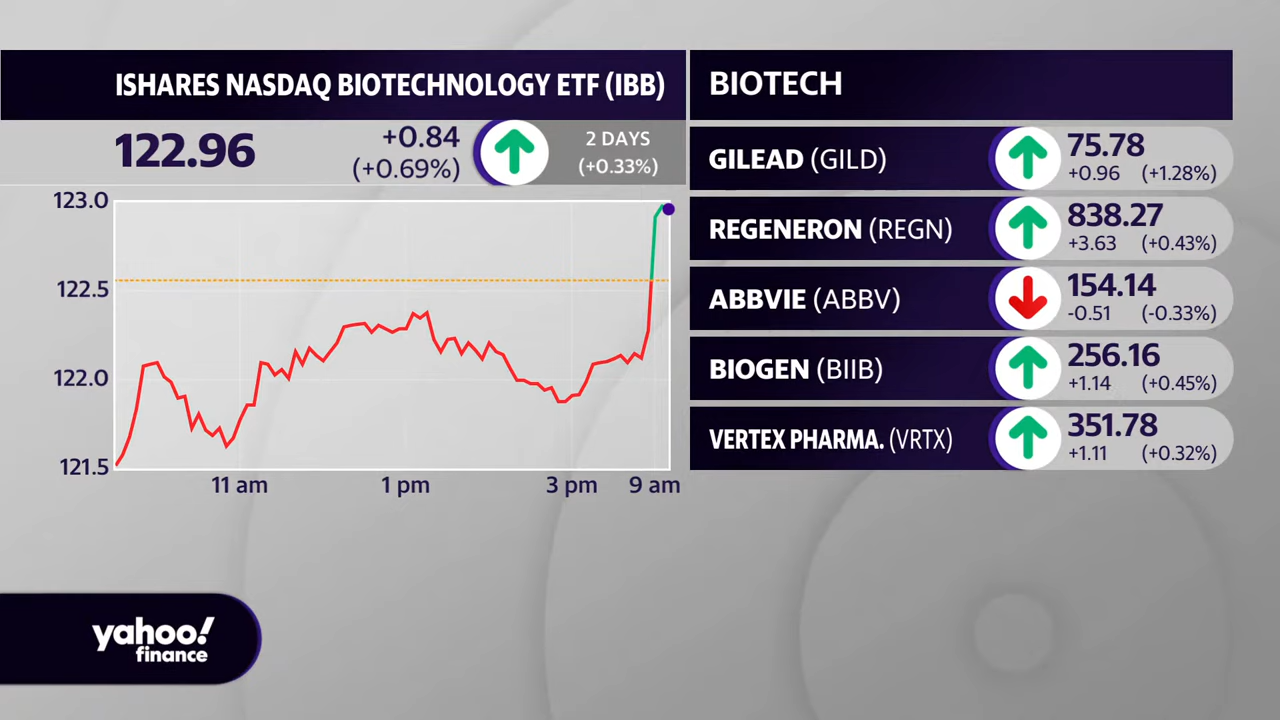 ISHARES NASDAQ BIOTECHNOLOGY ETF (IBB)
122.96
+0.84
(+0.69%)
2 DAYS
(+0.33%)
123.0
122.5
122.0
121.5
11 am 1 pm 3 pm 9 am
BIOTECH
GILEAD (GILD)
75.78
+0.96 (+1.28%)
REGENERON (REGN)
838.27
+3.63 (+0.43%)
ABBVIE (ABBV)
154.14
-0.51 (-0.33%)
BIOGEN (BIIB)
256.16
+1.14 (+0.45%)
VERTEX PHARMA. (VRTX)
351.78
+1.11 (+0.32%)
yahoo!
finance